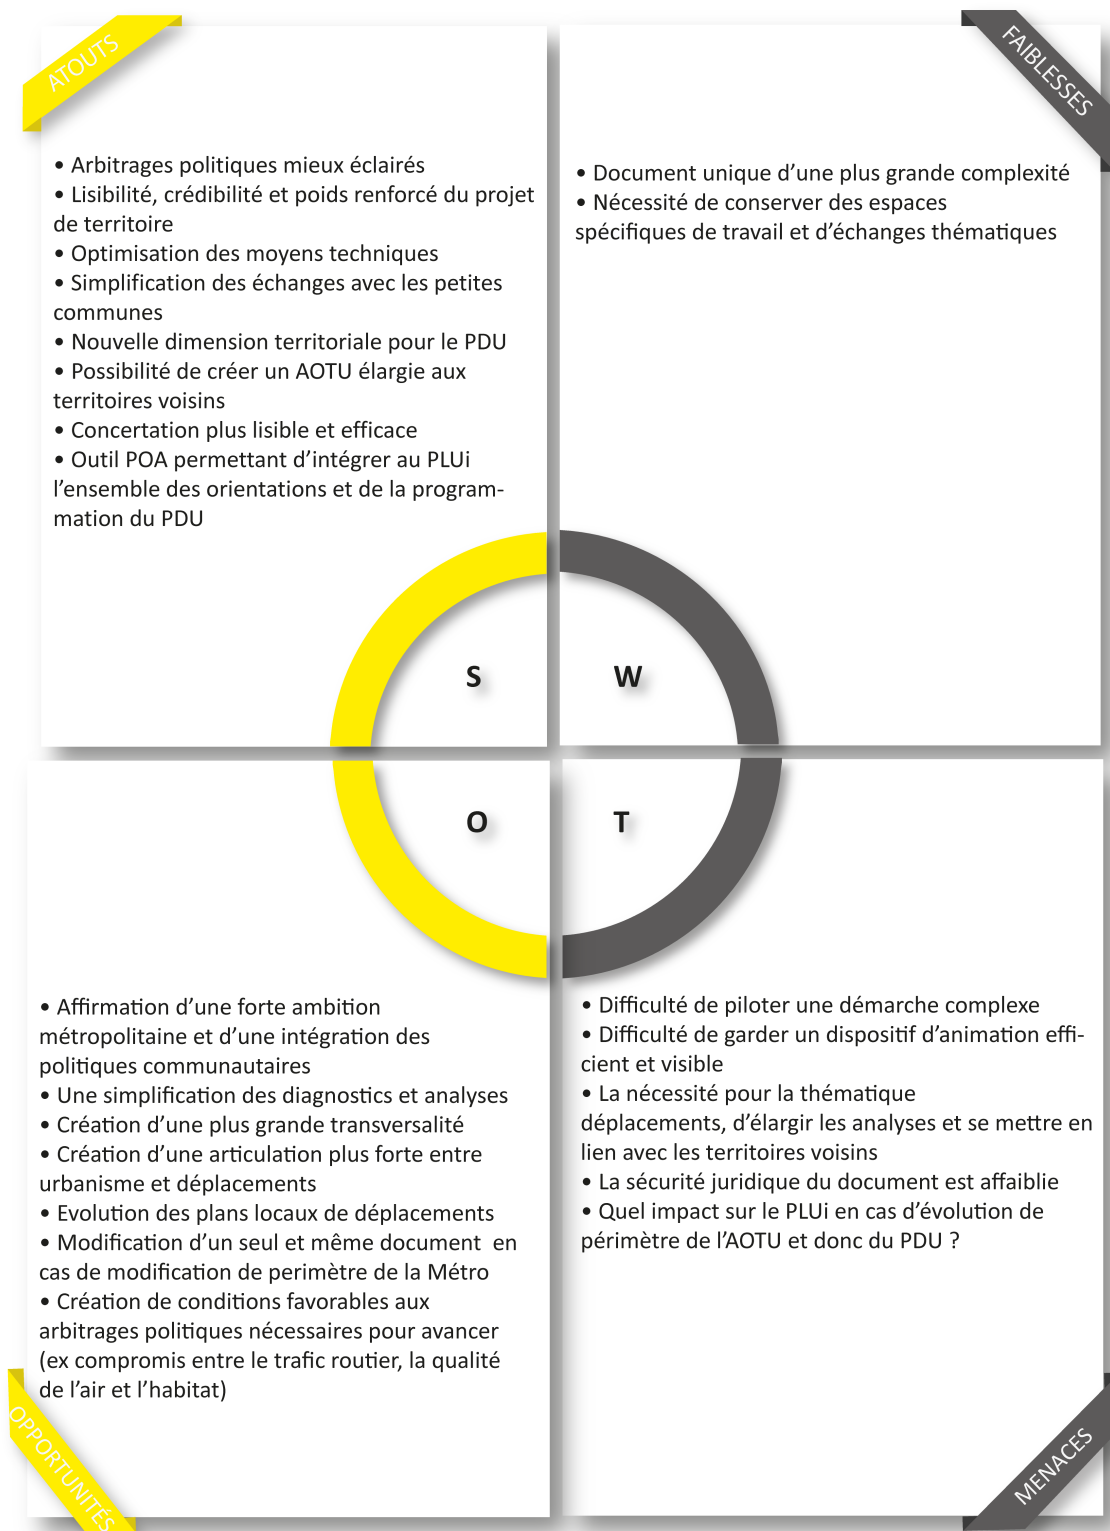 ATOUTS
• Arbitrages politiques mieux éclairés
• Lisibilité, crédibilité et poids renforcé du projet
de territoire
• Optimisation des moyens techniques
• Simplification des échanges avec les petites
communes
• Nouvelle dimension territoriale pour le PDU
• Possibilité de créer un AOTU élargie aux
territoires voisins
• Concertation plus lisible et efficace
• Outil POA permettant d’intégrer au PLUi
l’ensemble des orientations et de la program-
mation du PDU
FAIBLESSES
• Document unique d’une plus grande complexité
• Nécessité de conserver des espaces
spécifiques de travail et d’échanges thématiques
S
W
O
T
• Affirmation d’une forte ambition
métropolitaine et d’une intégration des
politiques communautaires
• Une simplification des diagnostics et analyses
• Création d’une plus grande transversalité
• Création d’une articulation plus forte entre
urbanisme et déplacements
• Evolution des plans locaux de déplacements
• Modification d’un seul et même document  en
cas de modification de perimètre de la Métro
• Création de conditions favorables aux
arbitrages politiques nécessaires pour avancer
(ex compromis entre le trafic routier, la qualité
de l’air et l’habitat)
OPPORTUNITÉS
• Difficulté de piloter une démarche complexe
• Difficulté de garder un dispositif d’animation effi-
cient et visible
• La nécessité pour la thématique
déplacements, d’élargir les analyses et se mettre en
lien avec les territoires voisins
• La sécurité juridique du document est affaiblie
• Quel impact sur le PLUi en cas d’évolution de
périmètre de l’AOTU et donc du PDU ?
MENACES